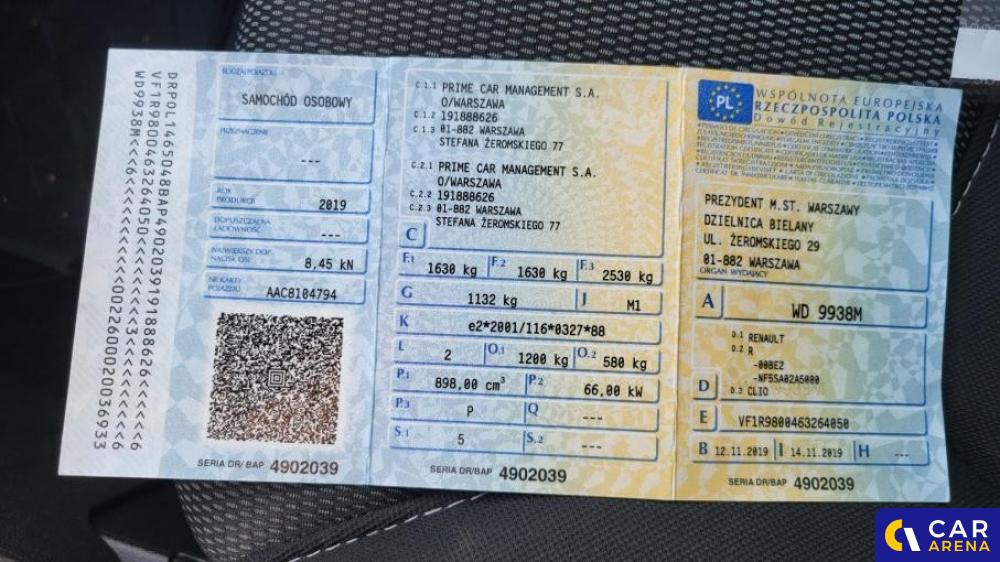 DRPOL1465048BAP4902039191888626<<<<<6
VF1R9800463264050<<<<<<<<<<<<3<<<<<<6
WD9938M<<<6<<<<<<<<<0022600020036933
RODZAJ POJAZDU
SAMOCHÓD OSOBOWY
PRZEZNACZENIE
---
ROK PRODUKCJI
2019
DOPUSZCZALNA ŁADOWNOŚĆ
---
NAJWIĘKSZY DOP. NACISK OSI
8,45 kN
NR KARTY POJAZDU
AAC8104794
SERIA DR/BAP 4902039
C.1.1 PRIME CAR MANAGEMENT S.A.
O/WARSZAWA
C.1.2 191888626
C.1.3 01-882 WARSZAWA
STEFANA ŻEROMSKIEGO 77
C.2.1 PRIME CAR MANAGEMENT S.A.
O/WARSZAWA
C.2.2 191888626
C.2.3 01-882 WARSZAWA
STEFANA ŻEROMSKIEGO 77
C
F.1 1630 kg F.2 1630 kg F.3 2530 kg
G 1132 kg J M1
K e2*2001/116*0327*88
L 2 O.1 1200 kg O.2 580 kg
P.1 898,00 cm³ P.2 66,00 kW
P.3 P Q ---
S.1 5 S.2 ---
SERIA DR/BAP 4902039
PL
WSPÓLNOTA EUROPEJSKA
RZECZPOSPOLITA POLSKA
Dowód Rejestracyjny
PREZYDENT M.ST. WARSZAWY
DZIELNICA BIELANY
UL. ŻEROMSKIEGO 29
01-882 WARSZAWA
ORGAN WYDAJĄCY
A WD 9938M
D.1 RENAULT
D.2 R
-00BE2
-NF5SA02A5000
D D.3 CLIO
E VF1R9800463264050
B 12.11.2019 I 14.11.2019 H ---
SERIA DR/BAP 4902039
CAR
ARENA